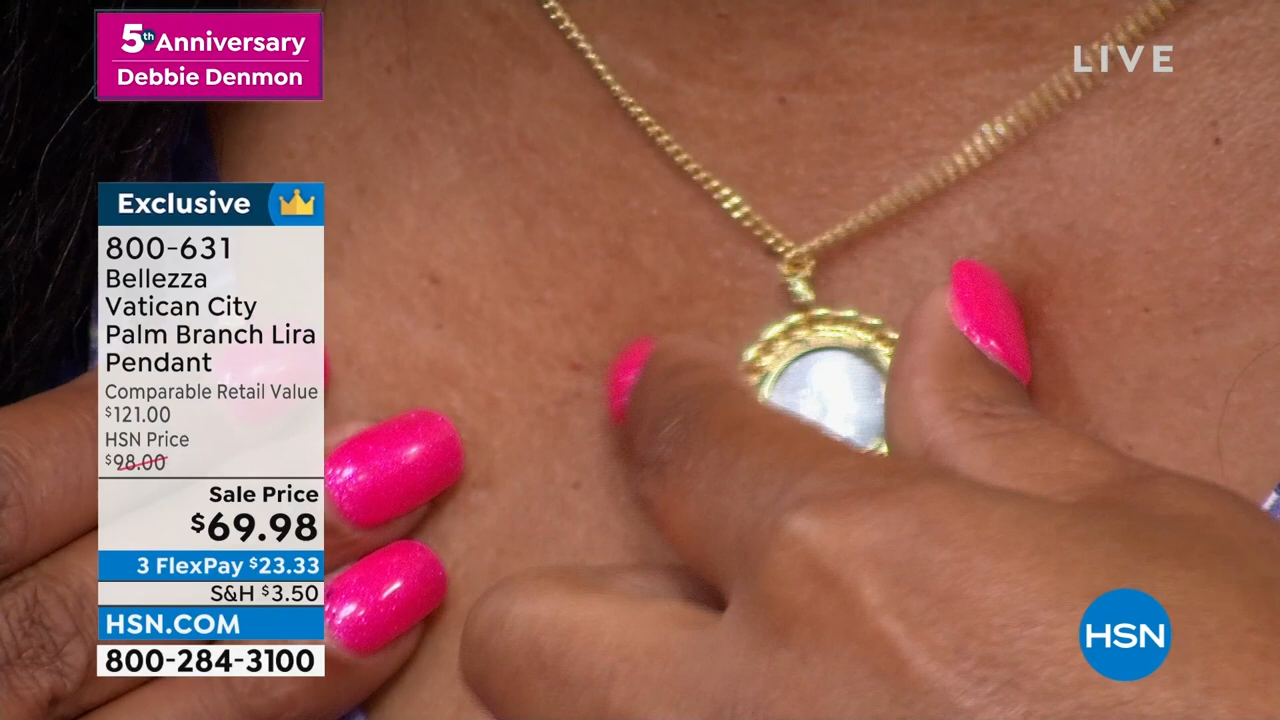 5th Anniversary
Debbie Denmon
LIVE
Exclusive
800-631
Bellezza
Vatican City
Palm Branch Lira
Pendant
Comparable Retail Value
$121.00
HSN Price
$98.00
Sale Price
$69.98
3 FlexPay $23.33
S&H $3.50
HSN.COM
800-284-3100
HSN